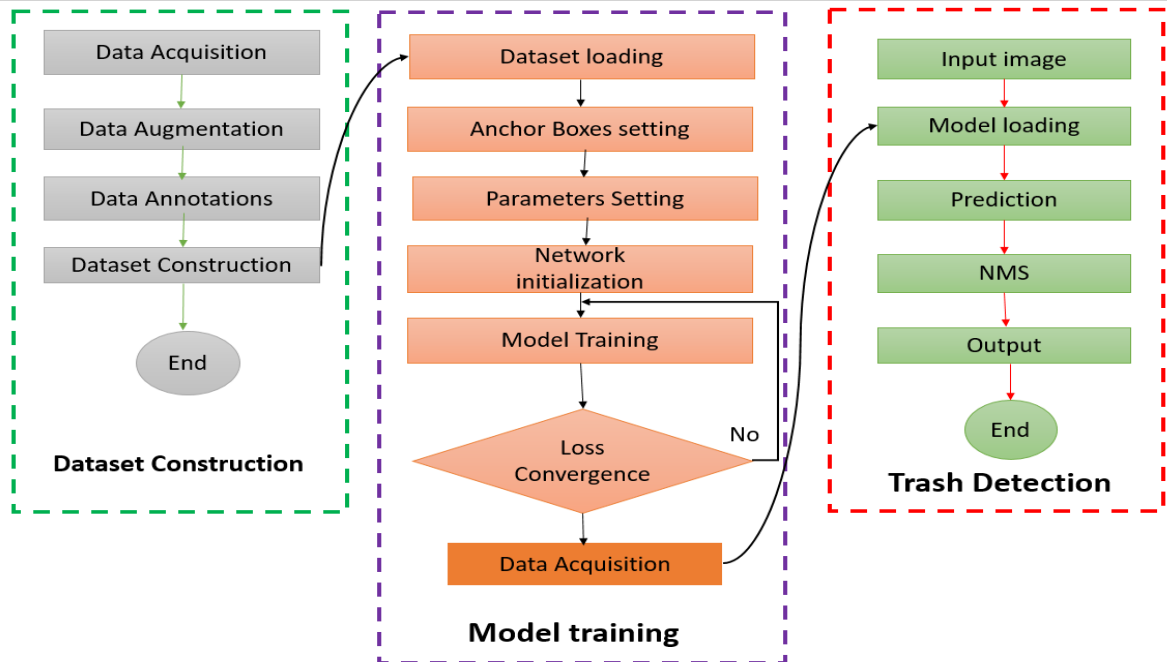 Data Acquisition
Data Augmentation
Data Annotations
Dataset Construction
End
Dataset Construction
Dataset loading
Anchor Boxes setting
Parameters Setting
Network
initialization
Model Training
Loss
Convergence
No
Data Acquisition
Model training
Input image
Model loading
Prediction
NMS
Output
End
Trash Detection